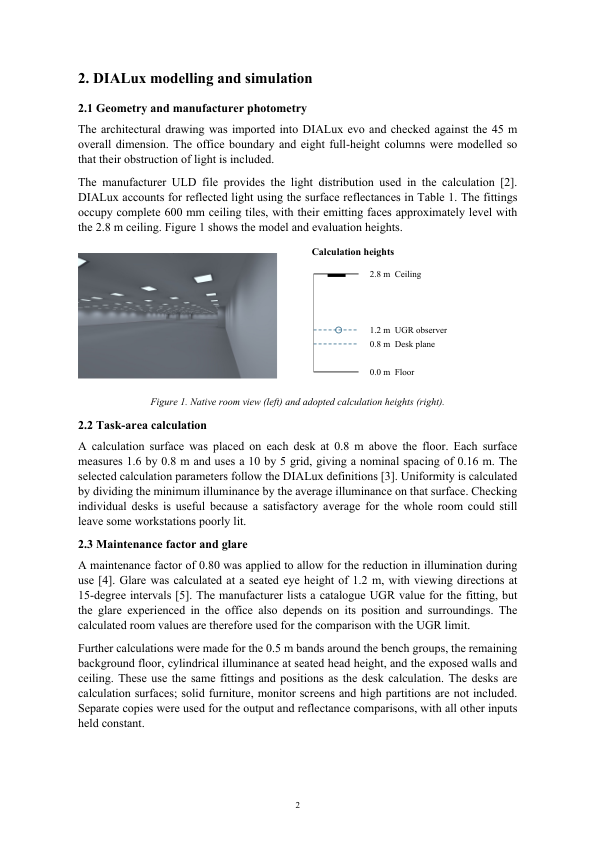 2. DIALux modelling and simulation
2.1 Geometry and manufacturer photometry
The architectural drawing was imported into DIALux evo and checked against the 45 m
overall dimension. The office boundary and eight full-height columns were modelled so
that their obstruction of light is included.
The manufacturer ULD file provides the light distribution used in the calculation [2].
DIALux accounts for reflected light using the surface reflectances in Table 1. The fittings
occupy complete 600 mm ceiling tiles, with their emitting faces approximately level with
the 2.8 m ceiling. Figure 1 shows the model and evaluation heights.
Calculation heights
2.8 m Ceiling
1.2 m UGR observer
0.8 m Desk plane
0.0 m Floor
Figure 1. Native room view (left) and adopted calculation heights (right).
2.2 Task-area calculation
A calculation surface was placed on each desk at 0.8 m above the floor. Each surface
measures 1.6 by 0.8 m and uses a 10 by 5 grid, giving a nominal spacing of 0.16 m. The
selected calculation parameters follow the DIALux definitions [3]. Uniformity is calculated
by dividing the minimum illuminance by the average illuminance on that surface. Checking
individual desks is useful because a satisfactory average for the whole room could still
leave some workstations poorly lit.
2.3 Maintenance factor and glare
A maintenance factor of 0.80 was applied to allow for the reduction in illumination during
use [4]. Glare was calculated at a seated eye height of 1.2 m, with viewing directions at
15-degree intervals [5]. The manufacturer lists a catalogue UGR value for the fitting, but
the glare experienced in the office also depends on its position and surroundings. The
calculated room values are therefore used for the comparison with the UGR limit.
Further calculations were made for the 0.5 m bands around the bench groups, the remaining
background floor, cylindrical illuminance at seated head height, and the exposed walls and
ceiling. These use the same fittings and positions as the desk calculation. The desks are
calculation surfaces; solid furniture, monitor screens and high partitions are not included.
Separate copies were used for the output and reflectance comparisons, with all other inputs
held constant.
2